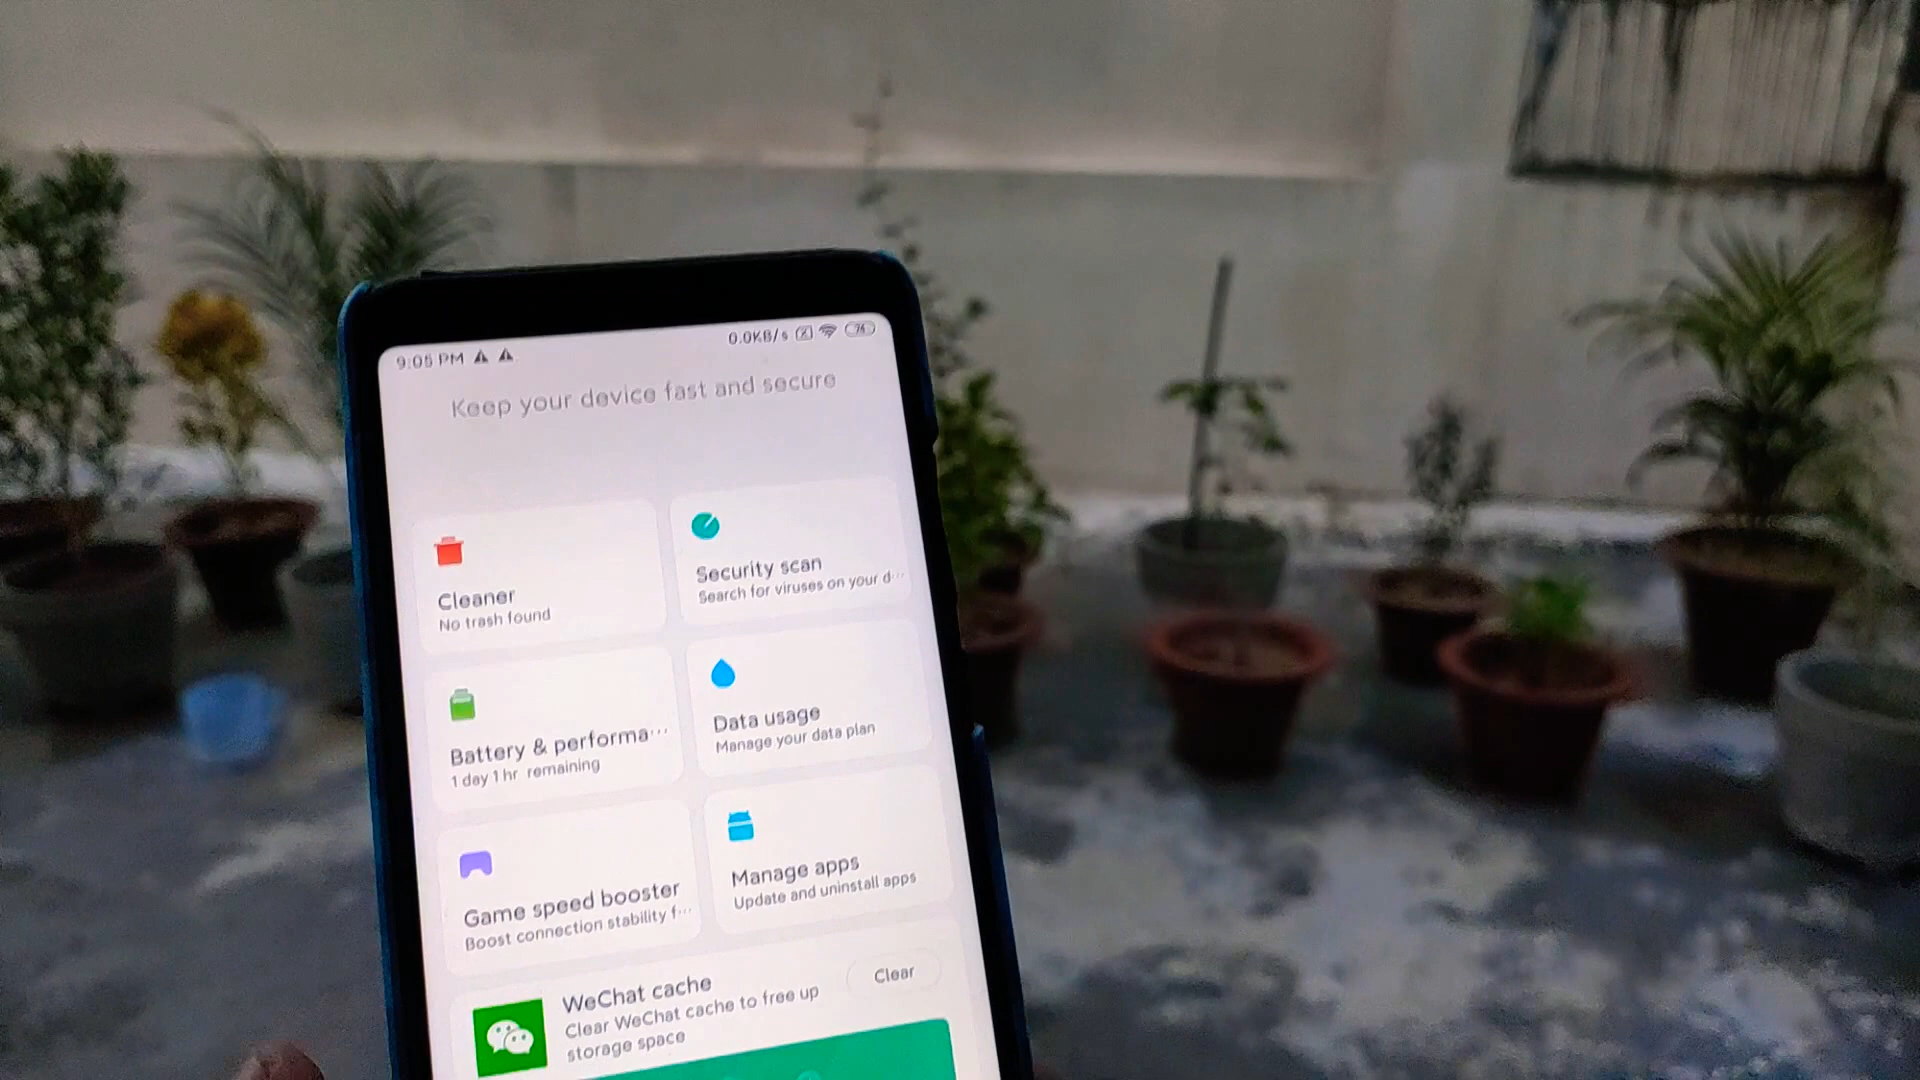 9:05 PM
0.0KB/s
76
Keep your device fast and secure
Cleaner
No trash found
Security scan
Search for viruses on your d...
Battery & performa...
1 day 1 hr remaining
Data usage
Manage your data plan
Game speed booster
Boost connection stability f...
Manage apps
Update and uninstall apps
WeChat cache
Clear WeChat cache to free up
storage space
Clear